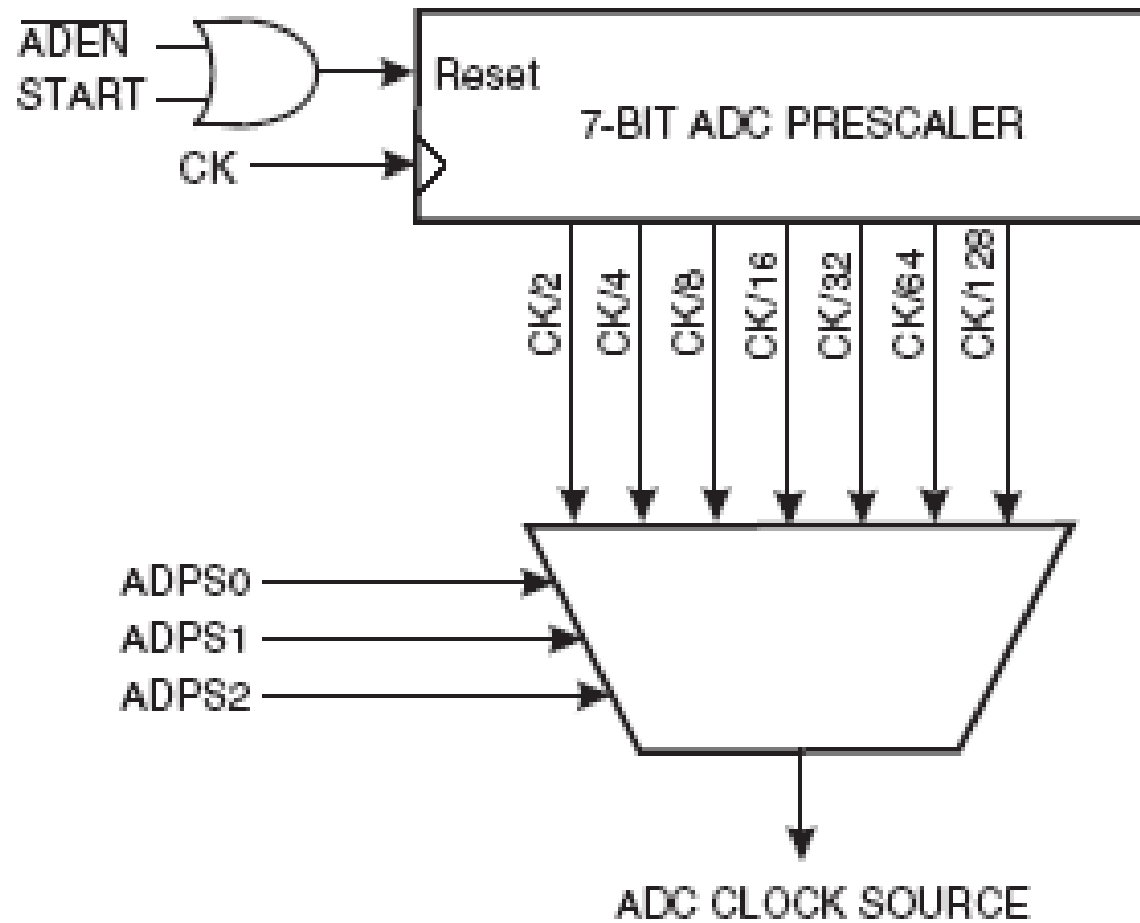 ADEN
START
Reset
7-BIT ADC PRESCALER
CK
CK/2
CK/4
CK/8
CK/16
CK/32
CK/64
CK/128
ADPS0
ADPS1
ADPS2
ADC CLOCK SOURCE